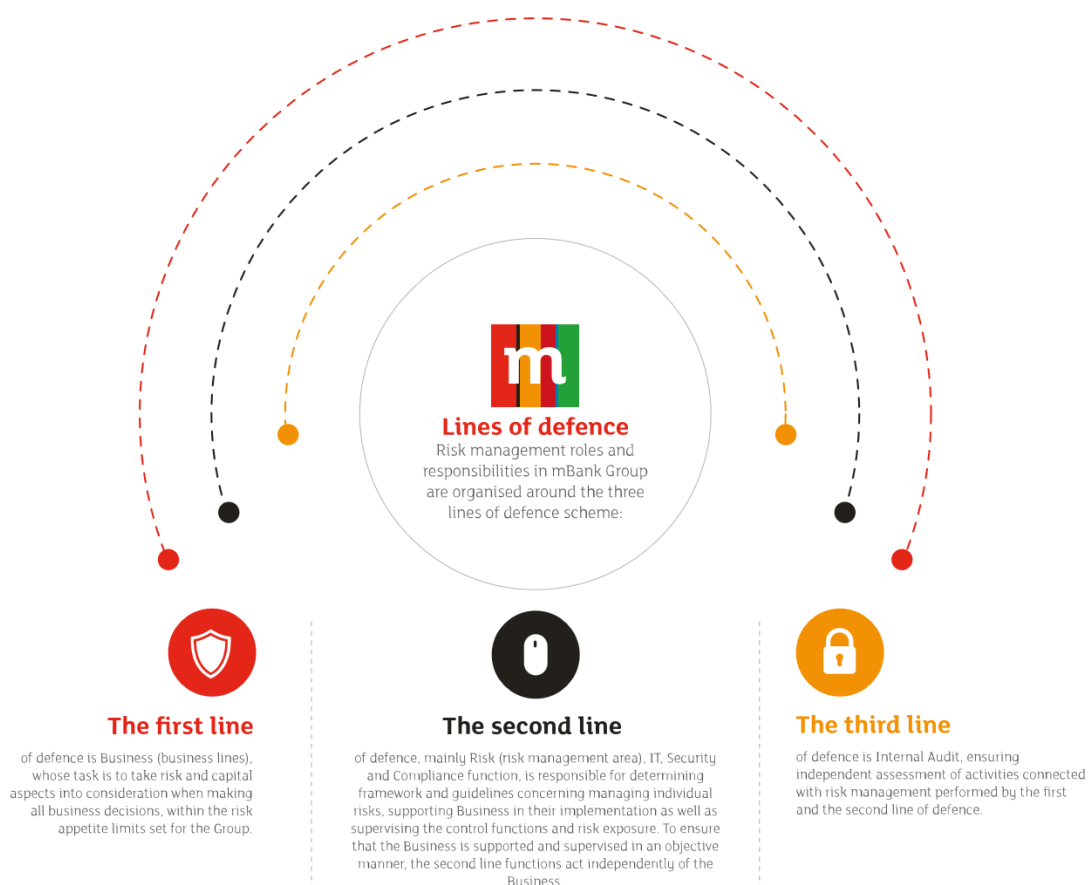 m
Lines of defence
Risk management roles and
responsibilities in mBank Group
are organised around the three
lines of defence scheme:
The first line
of defence is Business (business lines),
whose task is to take risk and capital
aspects into consideration when making
all business decisions, within the risk
appetite limits set for the Group.
The second line
of defence, mainly Risk (risk management area), IT, Security
and Compliance function, is responsible for determining
framework and guidelines concerning managing individual
risks, supporting Business in their implementation as well as
supervising the control functions and risk exposure. To ensure
that the Business is supported and supervised in an objective
manner, the second line functions act independently of the
Business
The third line
of defence is Internal Audit, ensuring
independent assessment of activities connected
with risk management performed by the first
and the second line of defence.